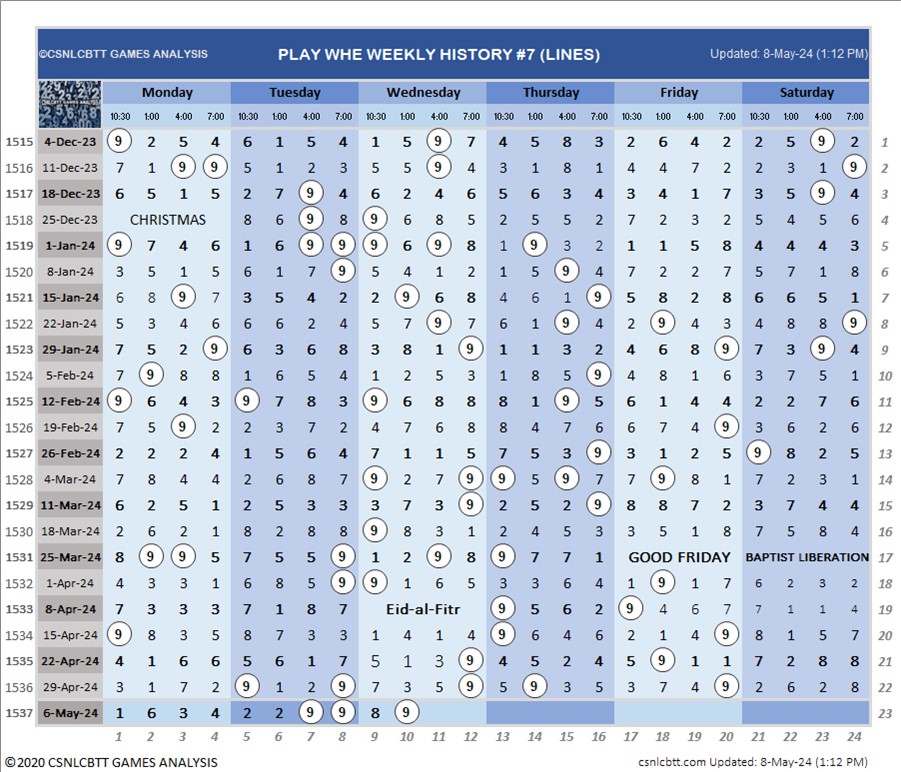 ©CSNLCBTT GAMES ANALYSIS PLAY WHE WEEKLY HISTORY #7 (LINES) Updated: 8-May-24 (1:12 PM)
Monday Tuesday Wednesday Thursday Friday Saturday
10:30 1:00 4:00 7:00 10:30 1:00 4:00 7:00 10:30 1:00 4:00 7:00 10:30 1:00 4:00 7:00 10:30 1:00 4:00 7:00 10:30 1:00 4:00 7:00
1515 4-Dec-23 9 2 5 4 6 1 5 4 1 5 9 7 4 5 8 3 2 6 4 2 2 5 9 2 1
1516 11-Dec-23 7 1 9 9 5 1 2 3 5 5 9 4 3 1 8 1 4 4 7 2 2 3 1 9 2
1517 18-Dec-23 6 5 1 5 2 7 9 4 6 2 4 6 5 6 3 4 3 4 1 7 3 5 9 4 3
1518 25-Dec-23 CHRISTMAS 8 6 9 8 9 6 8 5 2 5 5 2 7 2 3 2 5 4 5 6 4
1519 1-Jan-24 9 7 4 6 1 6 9 9 9 6 9 8 1 9 3 2 1 1 5 8 4 4 4 3 5
1520 8-Jan-24 3 5 1 5 6 1 7 9 5 4 1 2 1 5 9 4 7 2 2 7 5 7 1 8 6
1521 15-Jan-24 6 8 9 7 3 5 4 2 2 9 6 8 4 6 1 9 5 8 2 8 6 6 5 1 7
1522 22-Jan-24 5 3 4 6 6 6 2 4 5 7 9 7 6 1 9 4 2 9 4 3 4 8 8 9 8
1523 29-Jan-24 7 5 2 9 6 3 6 8 3 8 1 9 1 1 3 2 4 6 8 9 7 3 9 4 9
1524 5-Feb-24 7 9 8 8 1 6 5 4 1 2 5 3 1 8 5 9 4 8 1 6 3 7 5 1 10
1525 12-Feb-24 9 6 4 3 9 7 8 3 9 6 8 8 8 1 9 5 6 1 4 4 2 2 7 6 11
1526 19-Feb-24 7 5 9 2 2 3 7 2 4 7 6 8 8 4 7 6 6 7 4 9 3 6 2 6 12
1527 26-Feb-24 2 2 2 4 1 5 6 4 7 1 1 5 7 5 3 9 3 1 2 5 9 8 2 5 13
1528 4-Mar-24 7 8 4 4 2 6 8 7 9 2 7 9 9 5 9 4 7 9 8 1 7 2 3 1 14
1529 11-Mar-24 6 2 5 1 2 5 3 3 3 7 3 9 2 5 2 9 8 8 7 2 3 7 4 4 15
1530 18-Mar-24 2 6 2 1 8 2 8 8 9 8 3 1 2 4 5 3 3 5 1 8 7 5 8 4 16
1531 25-Mar-24 8 9 9 5 7 5 5 9 1 2 9 8 9 7 7 1 GOOD FRIDAY BAPTIST LIBERATION 17
1532 1-Apr-24 4 3 3 1 6 8 5 9 9 1 6 5 3 3 6 4 1 9 1 7 6 2 3 2 18
1533 8-Apr-24 7 3 3 3 7 1 8 7 Eid-al-Fitr 9 5 6 2 9 4 6 7 7 1 1 4 19
1534 15-Apr-24 9 8 3 5 8 7 3 3 1 4 1 4 9 6 4 6 2 1 4 9 8 1 5 7 20
1535 22-Apr-24 4 1 6 6 5 6 1 7 5 1 3 9 4 5 2 4 5 9 1 1 7 2 8 8 21
1536 29-Apr-24 3 1 7 2 9 1 2 9 7 3 5 9 5 9 3 5 3 7 4 9 2 6 2 8 22
1537 6-May-24 1 6 3 4 2 2 9 9 8 9 23
1 2 3 4 5 6 7 8 9 10 11 12 13 14 15 16 17 18 19 20 21 22 23 24
©2020 CSNLCBTT GAMES ANALYSIS csnlcbtt.com Updated: 8-May-24 (1:12 PM)